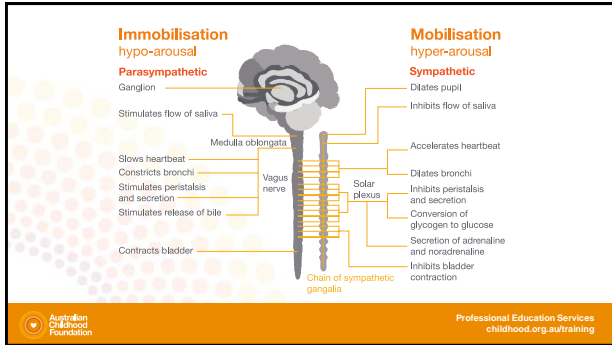 Immobilisation
hypo-arousal
Parasympathetic
Ganglion
Stimulates flow of saliva
Medulla oblongata
Slows heartbeat
Constricts bronchi
Stimulates peristalsis
and secretion
Stimulates release of bile
Vagus
nerve
Contracts bladder
Mobilisation
hyper-arousal
Sympathetic
Dilates pupil
Inhibits flow of saliva
Accelerates heartbeat
Dilates bronchi
Solar
plexus
Inhibits peristalsis
and secretion
Conversion of
glycogen to glucose
Secretion of adrenaline
and noradrenaline
Inhibits bladder
contraction
Chain of sympathetic
gangalia
Australian
Childhood
Foundation
Professional Education Services
childhood.org.au/training